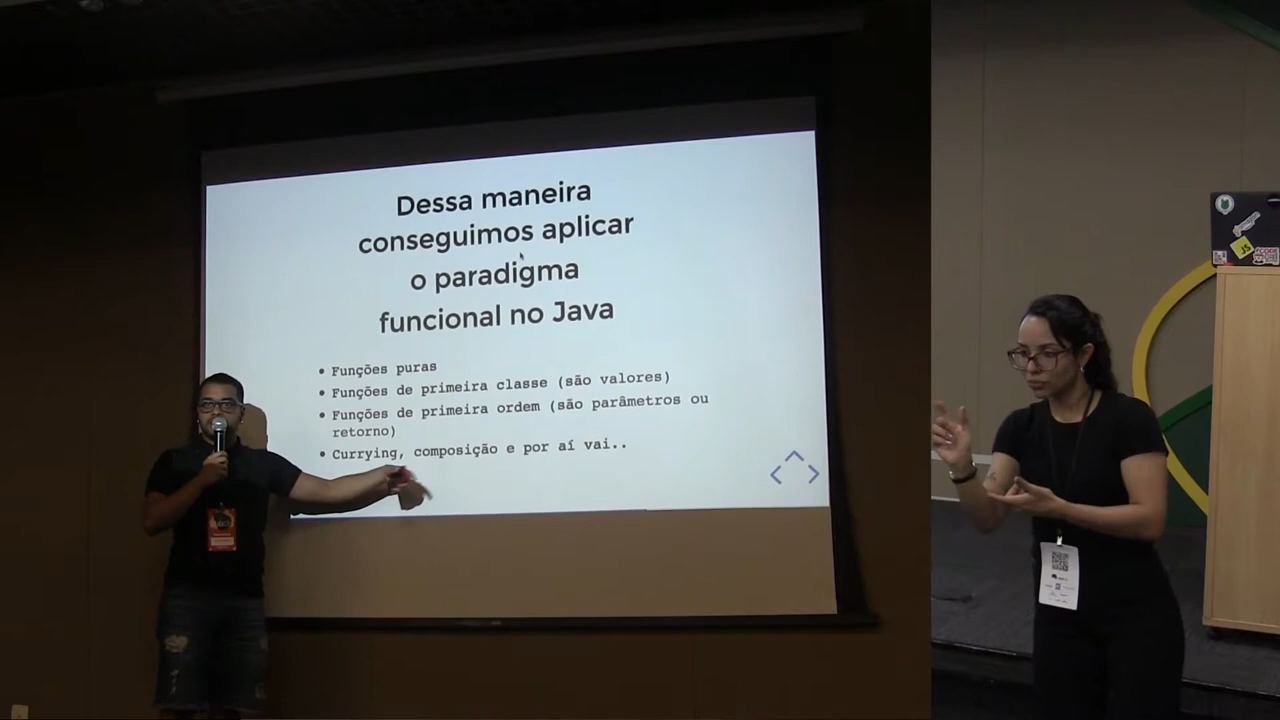 Dessa maneira
conseguimos aplicar
o paradigma
funcional no Java
• Funções puras
• Funções de primeira classe (são valores)
• Funções de primeira ordem (são parâmetros ou
retorno)
• Currying, composição e por aí vai..
JS